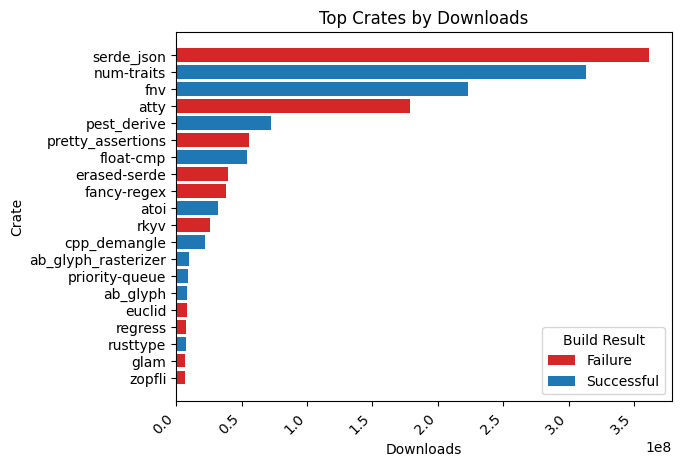 Top Crates by Downloads
Crate
serde_json
num-traits
fnv
atty
pest_derive
pretty_assertions
float-cmp
erased-serde
fancy-regex
atoi
rkyv
cpp_demangle
ab_glyph_rasterizer
priority-queue
ab_glyph
euclid
regress
rusttype
glam
zopfli
Build Result
Failure
Successful
0.0 0.5 1.0 1.5 2.0 2.5 3.0 3.5
Downloads
1e8